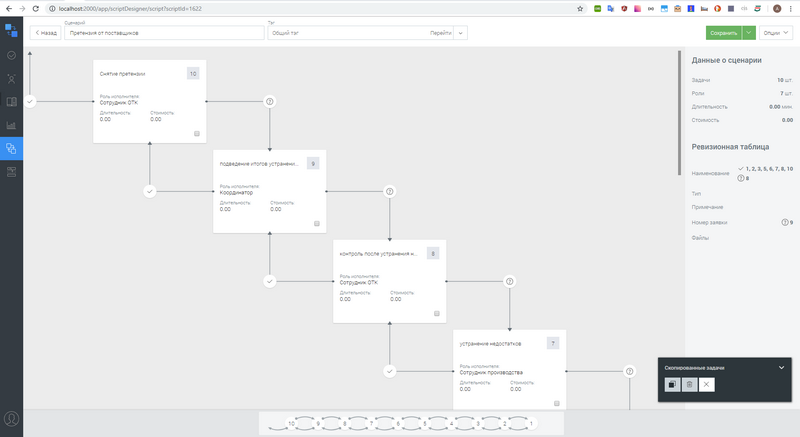 localhost:2000/app/scriptDesigner/script?scriptId=1622
Сценарий
Тэг
Назад
Претензия от поставщиков
Общий тэг
Перейти
Сохранить
Опции
Данные о сценарии
Задачи 10 шт.
Роли 7 шт.
Длительность 0.00 мин.
Стоимость 0.00
Ревизионная таблица
Наименование 1, 2, 3, 5, 6, 7, 8, 10
8
Тип
Примечание
Номер заявки 9
Файлы
Снятие претензии 10
Роль исполнителя
Сотрудник ОТК
Длительность Стоимость
0.00 0.00
подведение итогов устранени... 9
Роль исполнителя
Координатор
Длительность Стоимость
0.00 0.00
контроль после устранения н... 8
Роль исполнителя
Сотрудник ОТК
Длительность Стоимость
0.00 0.00
устранение недостатков 7
Роль исполнителя
Сотрудник производства
Длительность Стоимость
0.00 0.00
Скопированные задачи
10 9 8 7 6 5 4 3 2 1